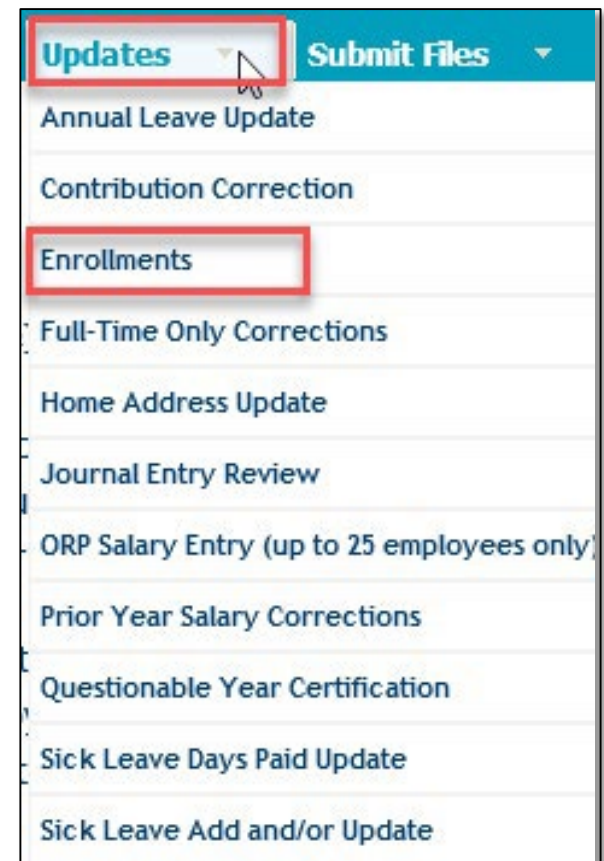 Updates Submit Files
Annual Leave Update
Contribution Correction
Enrollments
Full-Time Only Corrections
Home Address Update
Journal Entry Review
ORP Salary Entry (up to 25 employees only)
Prior Year Salary Corrections
Questionable Year Certification
Sick Leave Days Paid Update
Sick Leave Add and/or Update